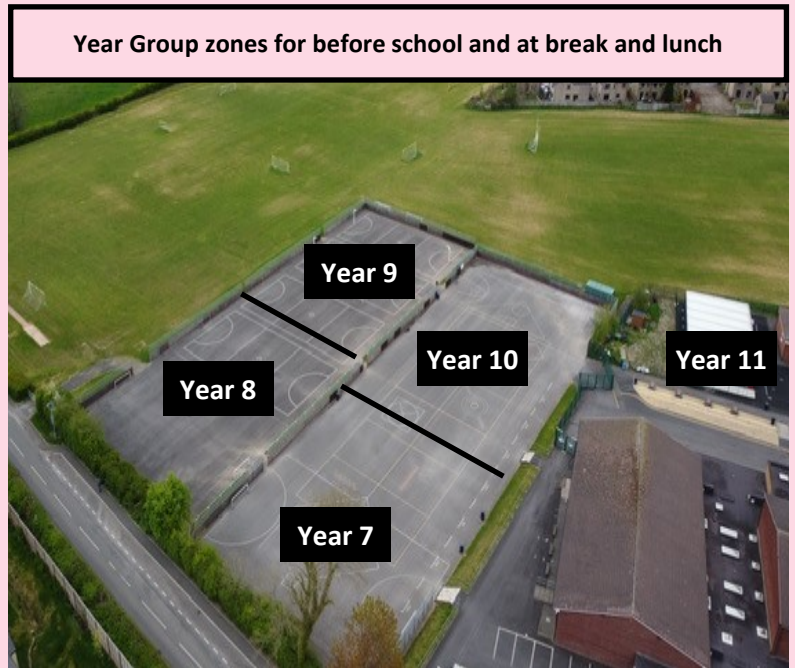 Year Group zones for before school and at break and lunch
Year 9
Year 10
Year 11
Year 8
Year 7